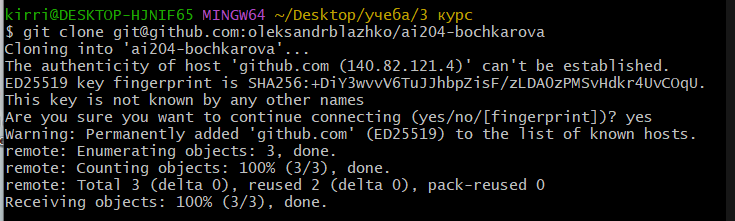 kirri@DESKTOP-HJNIF65 MINGW64 ~/Desktop/учеба/3 курс
$ git clone git@github.com:oleksandrblazhko/ai204-bochkarova
Cloning into 'ai204-bochkarova'...
The authenticity of host 'github.com (140.82.121.4)' can't be established.
ED25519 key fingerprint is SHA256:+DiY3wvvV6TuJJhbpZisF/zLDA0zPMSvHdkr4UvCOqU.
This key is not known by any other names
Are you sure you want to continue connecting (yes/no/[fingerprint])? yes
Warning: Permanently added 'github.com' (ED25519) to the list of known hosts.
remote: Enumerating objects: 3, done.
remote: Counting objects: 100% (3/3), done.
remote: Total 3 (delta 0), reused 2 (delta 0), pack-reused 0
Receiving objects: 100% (3/3), done.